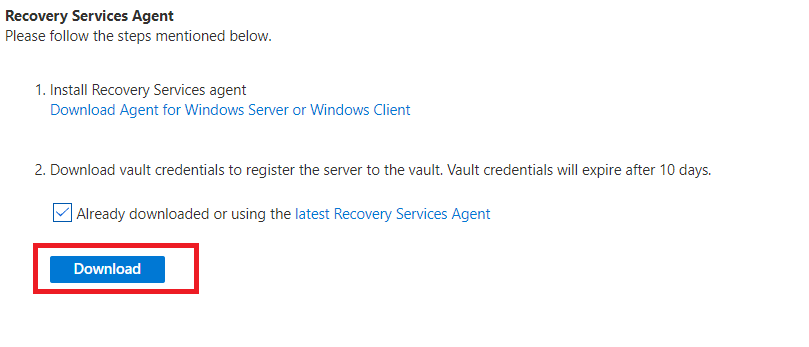 Recovery Services Agent
Please follow the steps mentioned below.
1. Install Recovery Services agent
Download Agent for Windows Server or Windows Client
2. Download vault credentials to register the server to the vault. Vault credentials will expire after 10 days.
Already downloaded or using the latest Recovery Services Agent
Download